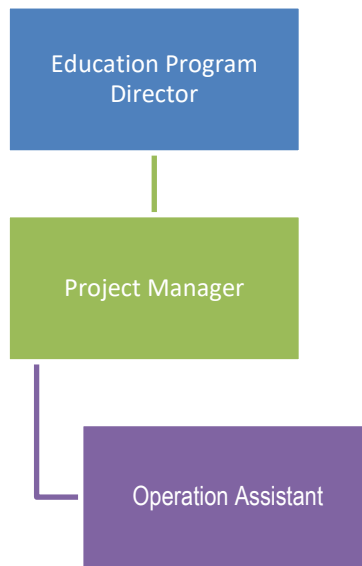 Education Program
Director
Project Manager
Operation Assistant